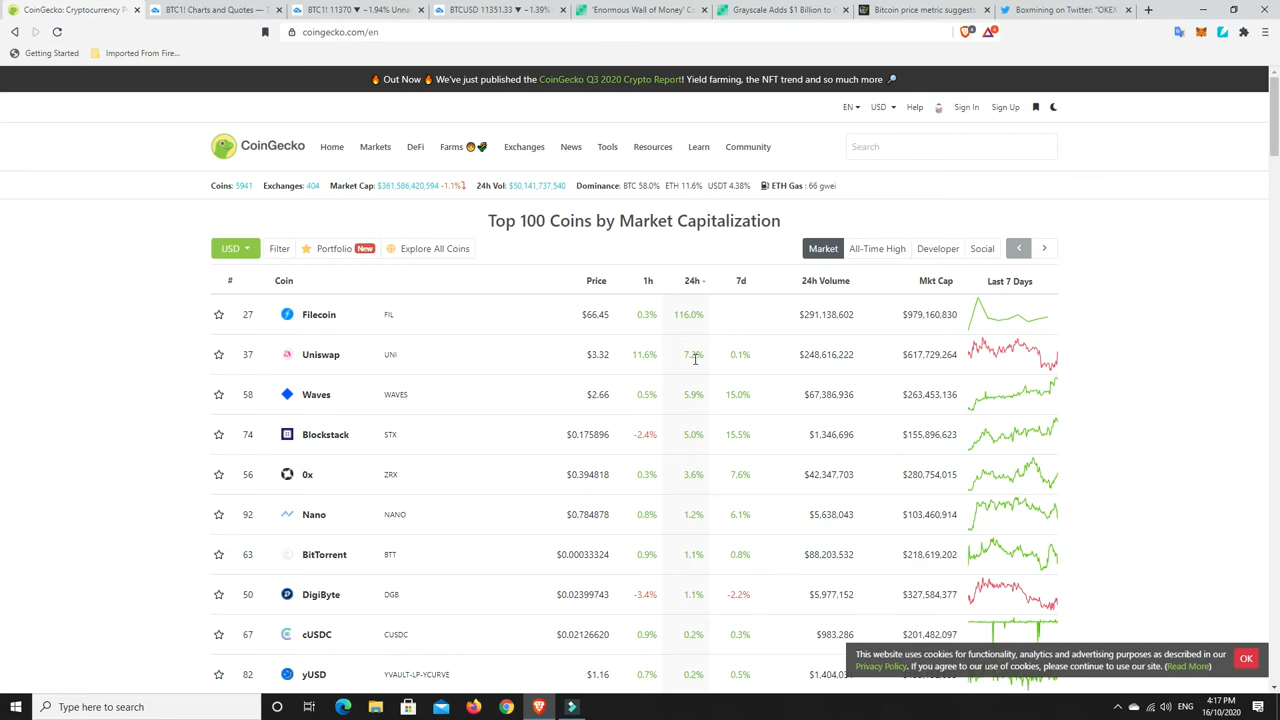 CoinGecko: Cryptocurrency P
BTC1! Charts and Quotes — T
BTC1! 11370 ▼ −1.94% Unna
BTCUSD 11351.33 ▼ −1.39%
'Enormous Wall of Money' Co
Grayscale Adds $1 Billion to C
Bitcoin price metric suggests
Boxmining on Twitter: "OKEX
coingecko.com/en
Getting Started
Imported From Fire...
Out Now We've just published the CoinGecko Q3 2020 Crypto Report! Yield farming, the NFT trend and so much more
EN USD Help Sign In Sign Up
CoinGecko Home Markets DeFi Farms Exchanges News Tools Resources Learn Community Search
Coins: 5941 Exchanges: 404 Market Cap: $361,586,420,594 -1.1% 24h Vol: $50,141,737,540 Dominance: BTC 58.0% ETH 11.6% USDT 4.38% ETH Gas : 66 gwei
Top 100 Coins by Market Capitalization
USD Filter Portfolio New Explore All Coins Market All-Time High Developer Social < >
# Coin Price 1h 24h 7d 24h Volume Mkt Cap Last 7 Days
27 Filecoin FIL $66.45 0.3% 116.0% $291,138,602 $979,160,830
37 Uniswap UNI $3.32 11.6% 0.1% $248,616,222 $617,729,264
58 Waves WAVES $2.66 0.5% 5.9% 15.0% $67,386,936 $263,453,136
74 Blockstack STX $0.175896 -2.4% 5.0% 15.5% $1,346,696 $155,896,623
56 0x ZRX $0.394818 0.3% 3.6% 7.6% $42,347,703 $280,754,015
92 Nano NANO $0.784878 0.8% 1.2% 6.1% $5,638,043 $103,460,914
63 BitTorrent BTT $0.00033324 0.9% 1.1% 0.8% $88,203,532 $218,619,202
50 DigiByte DGB $0.02399743 -3.4% 1.1% -2.2% $5,977,152 $327,584,377
67 cUSDC CUSDC $0.02126620 0.9% 0.2% 0.3% $983,286 $201,482,097
82 yUSD YVAULT-LP-YCURVE $1.16 0.7% 0.2% 0.5%
This website uses cookies for functionality, analytics and advertising purposes as described in our
Privacy Policy. If you agree to our use of cookies, please continue to use our site. (Read More)
OK
Type here to search
ENG
4:17 PM
16/10/2020